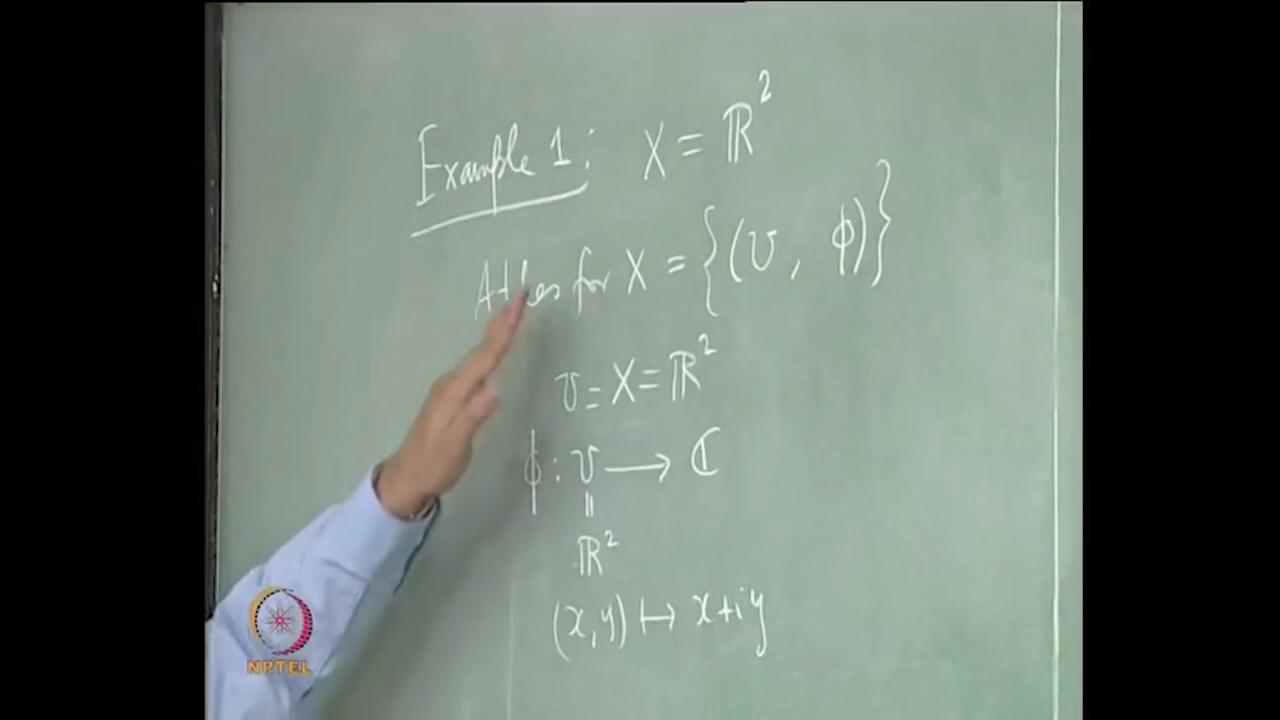 Example 1: X = ℝ²
Atlas for X = {(U, ϕ)}
U = X = ℝ²
ϕ : U ⟶ ℂ
||
ℝ²
(x, y) ↦ x+iy
NPTEL